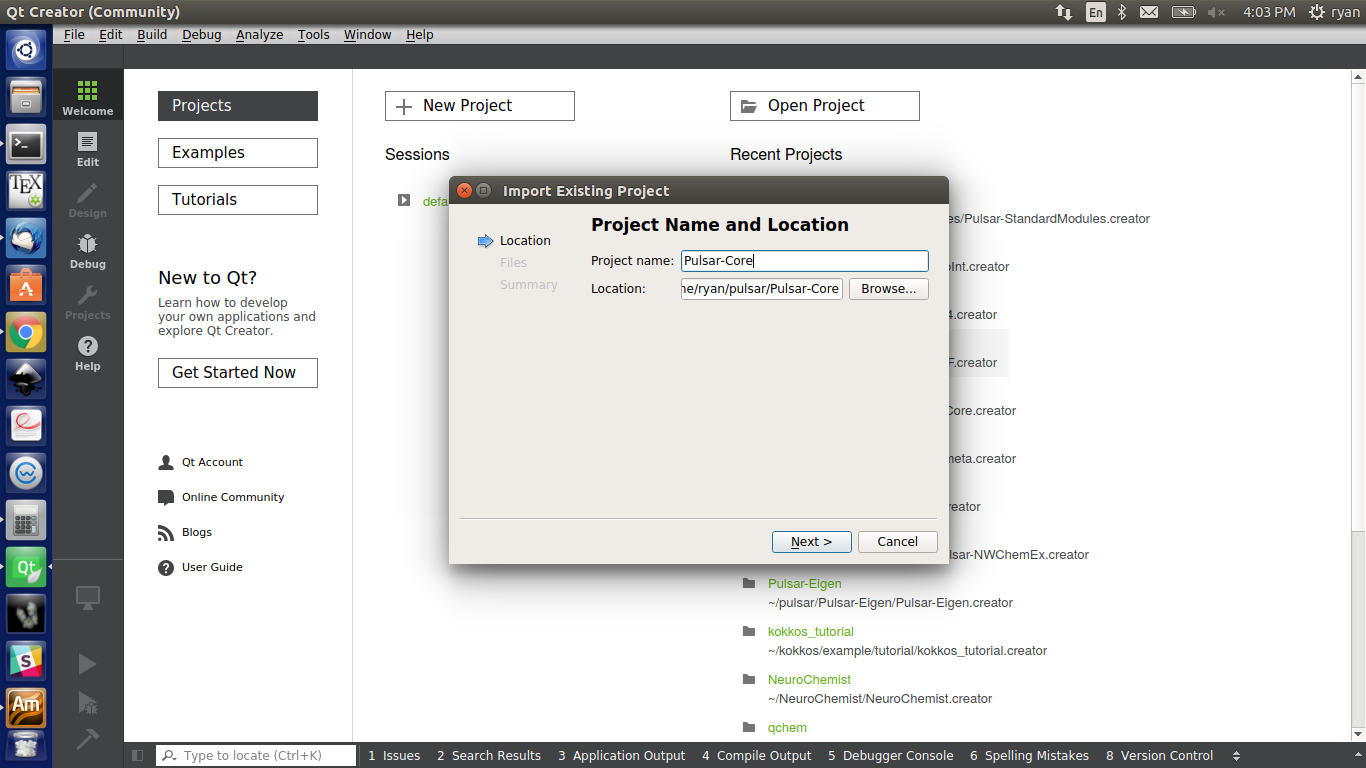 Qt Creator (Community)
En
4:03 PM
ryan
File Edit Build Debug Analyze Tools Window Help
Welcome
Edit
Design
Debug
Projects
Help
Projects
Examples
Tutorials
New to Qt?
Learn how to develop
your own applications and
explore Qt Creator.
Get Started Now
Qt Account
Online Community
Blogs
User Guide
New Project
Open Project
Sessions
Recent Projects
defa
es/Pulsar-StandardModules.creator
oInt.creator
4.creator
F.creator
Core.creator
meta.creator
reator
lsar-NWChemEx.creator
Pulsar-Eigen
~/pulsar/Pulsar-Eigen/Pulsar-Eigen.creator
kokkos_tutorial
~/kokkos/example/tutorial/kokkos_tutorial.creator
NeuroChemist
~/NeuroChemist/NeuroChemist.creator
qchem
Import Existing Project
Location
Files
Summary
Project Name and Location
Project name: Pulsar-Core
Location: ne/ryan/pulsar/Pulsar-Core Browse...
Next > Cancel
TEX
A
Qt
S
Am
Type to locate (Ctrl+K)
1 Issues 2 Search Results 3 Application Output 4 Compile Output 5 Debugger Console 6 Spelling Mistakes 8 Version Control